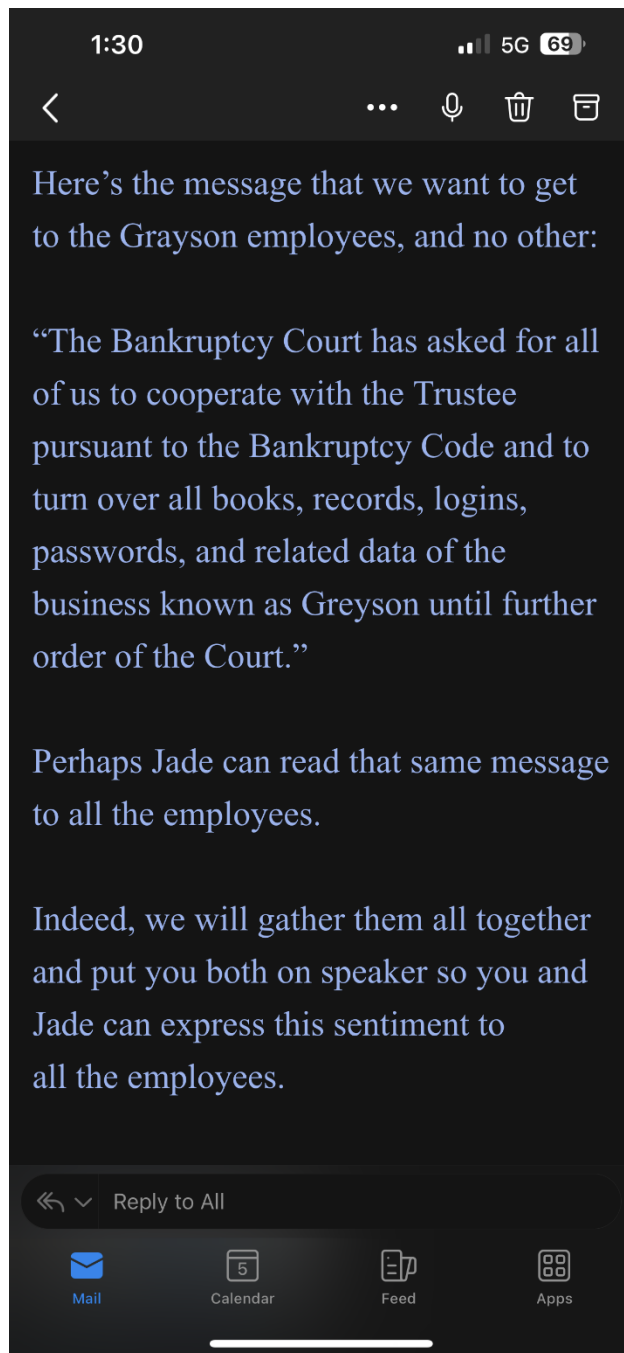 1:30
5G 69
Here’s the message that we want to get
to the Grayson employees, and no other:
“The Bankruptcy Court has asked for all
of us to cooperate with the Trustee
pursuant to the Bankruptcy Code and to
turn over all books, records, logins,
passwords, and related data of the
business known as Greyson until further
order of the Court.”
Perhaps Jade can read that same message
to all the employees.
Indeed, we will gather them all together
and put you both on speaker so you and
Jade can express this sentiment to
all the employees.
Reply to All
5
Mail Calendar Feed Apps